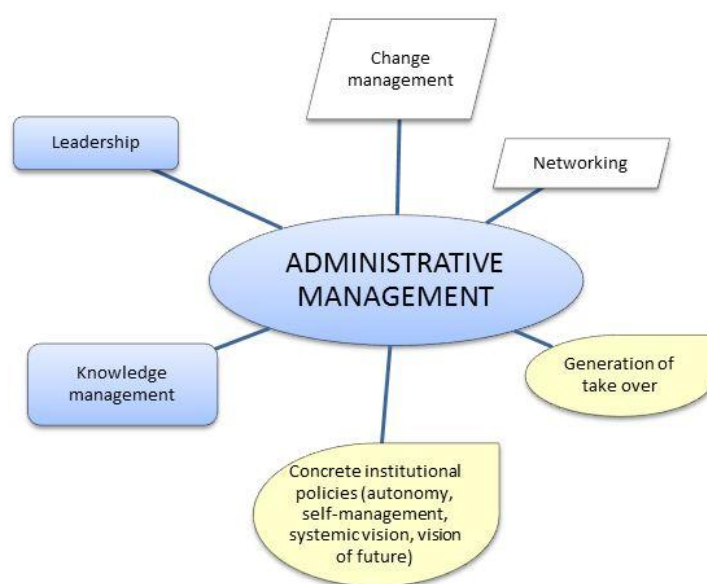 Change
management
Leadership
Networking
ADMINISTRATIVE
MANAGEMENT
Knowledge
management
Generation of
take over
Concrete institutional
policies (autonomy,
self-management,
systemic vision, vision
of future)